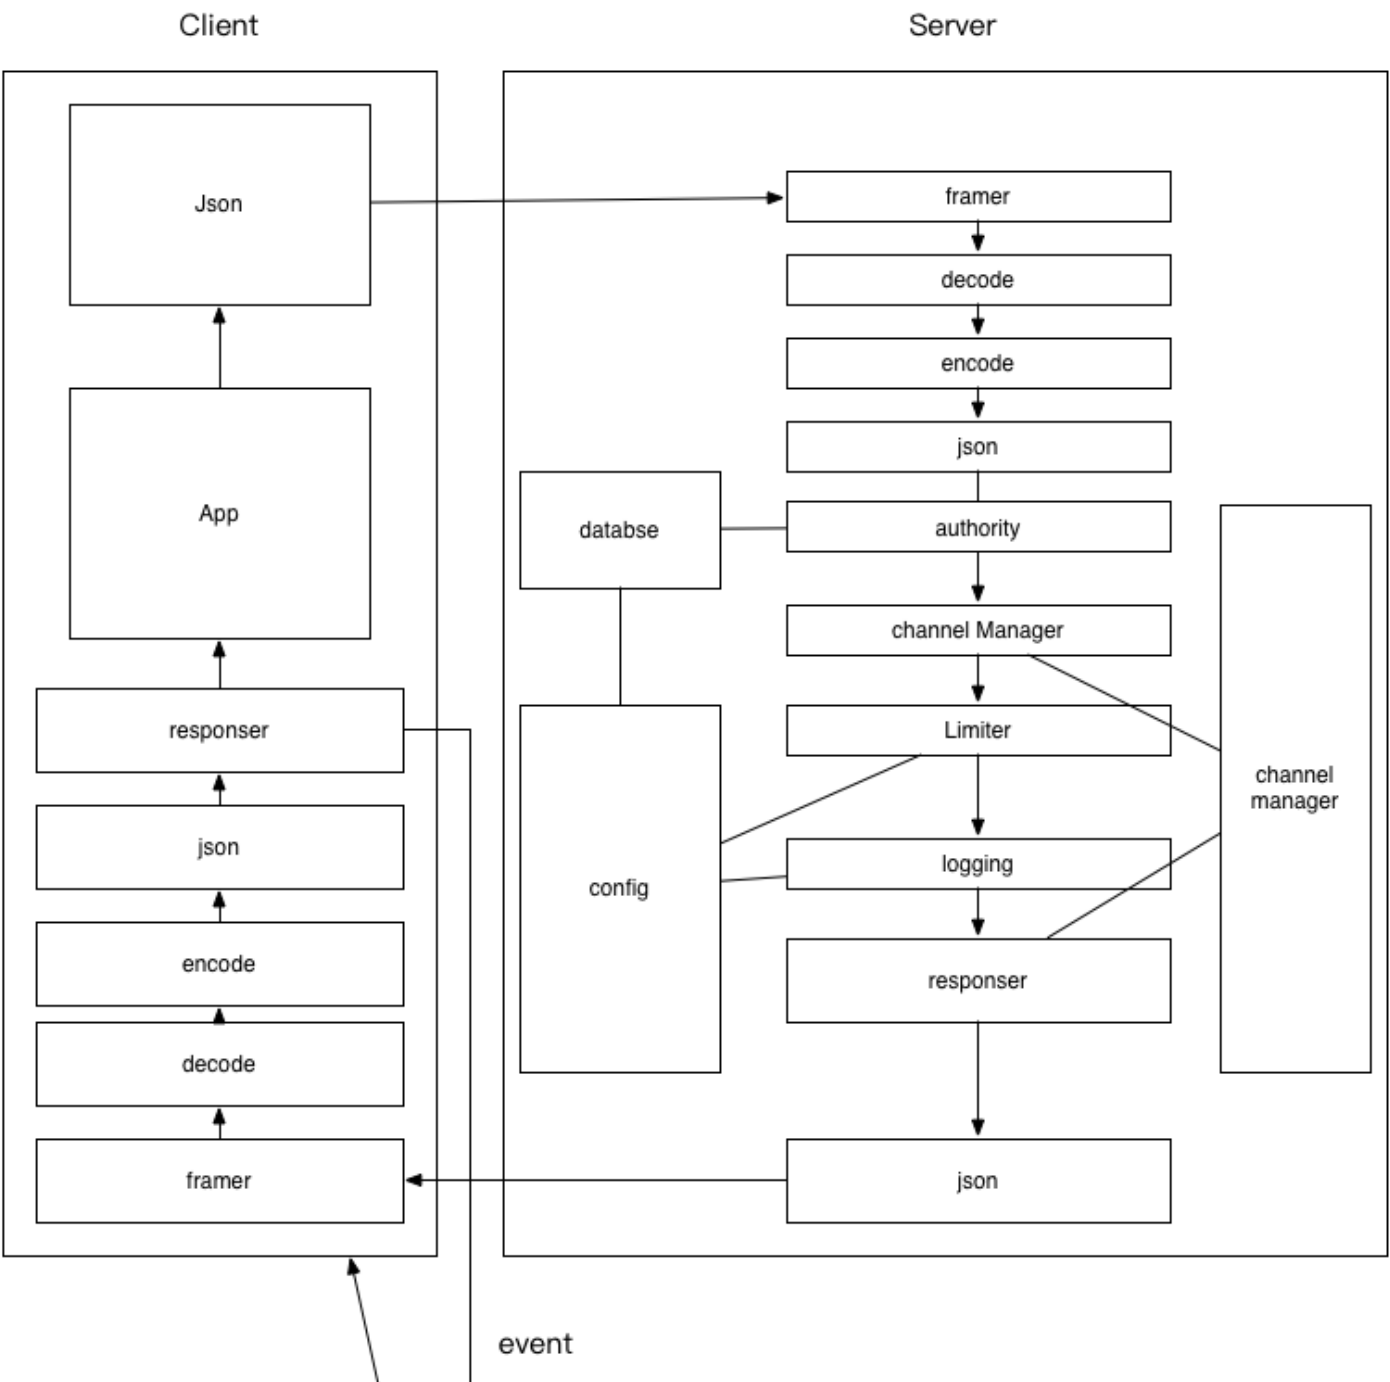 Client
Server
Json
App
responser
json
encode
decode
framer
framer
decode
encode
json
databse
authority
channel Manager
Limiter
config
logging
responser
json
channel
manager
event